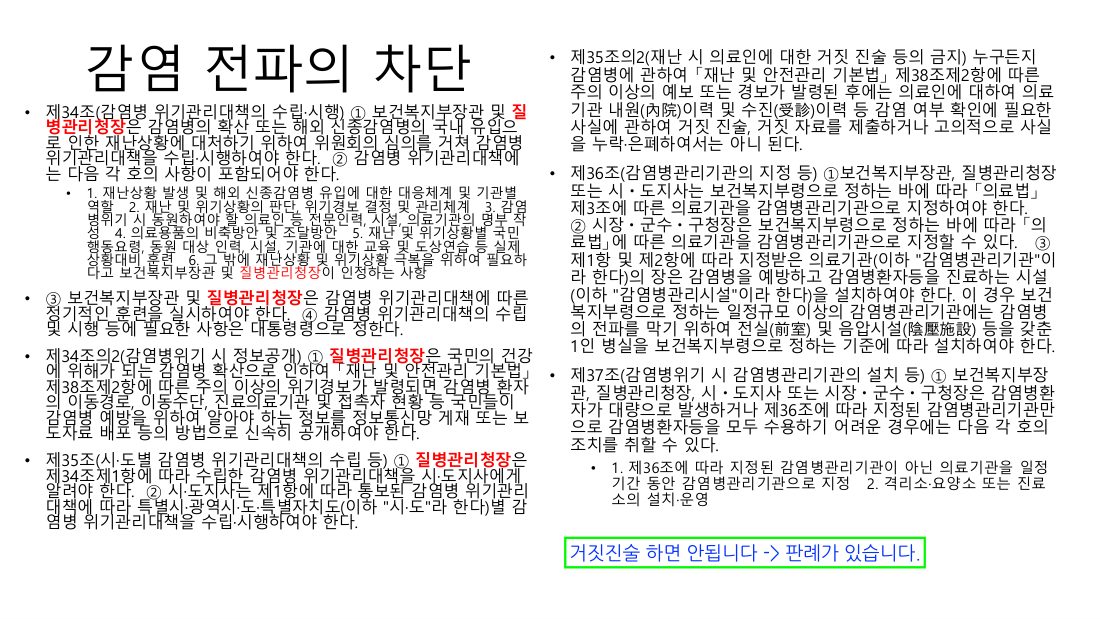 감염 전파의 차단
• 제34조(감염병 위기관리대책의 수립·시행) ① 보건복지부장관 및 질
병관리청장은 감염병의 확산 또는 해외 신종감염병의 국내 유입으
로 인한 재난상황에 대처하기 위하여 위원회의 심의를 거쳐 감염병
위기관리대책을 수립·시행하여야 한다. ② 감염병 위기관리대책에
는 다음 각 호의 사항이 포함되어야 한다.
• 1. 재난상황 발생 및 해외 신종감염병 유입에 대한 대응체계 및 기관별
역할 2. 재난 및 위기상황의 판단, 위기경보 결정 및 관리체계 3. 감염
병위기 시 동원하여야 할 의료인 등 전문인력, 시설, 의료기관의 명부 작
성 4. 의료용품의 비축방안 및 조달방안 5. 재난 및 위기상황별 국민
행동요령, 동원 대상 인력, 시설, 기관에 대한 교육 및 도상연습 등 실제
상황대비 훈련 6. 그 밖에 재난상황 및 위기상황 극복을 위하여 필요하
다고 보건복지부장관 및 질병관리청장이 인정하는 사항
• ③ 보건복지부장관 및 질병관리청장은 감염병 위기관리대책에 따른
정기적인 훈련을 실시하여야 한다. ④ 감염병 위기관리대책의 수립
및 시행 등에 필요한 사항은 대통령령으로 정한다.
• 제34조의2(감염병위기 시 정보공개) ① 질병관리청장은 국민의 건강
에 위해가 되는 감염병 확산으로 인하여 「재난 및 안전관리 기본법」
제38조제2항에 따른 주의 이상의 위기경보가 발령되면 감염병 환자
의 이동경로, 이동수단, 진료의료기관 및 접촉자 현황 등 국민들이
감염병 예방을 위하여 알아야 하는 정보를 정보통신망 게재 또는 보
도자료 배포 등의 방법으로 신속히 공개하여야 한다.
• 제35조(시·도별 감염병 위기관리대책의 수립 등) ① 질병관리청장은
제34조제1항에 따라 수립한 감염병 위기관리대책을 시·도지사에게
알려야 한다. ② 시·도지사는 제1항에 따라 통보된 감염병 위기관리
대책에 따라 특별시·광역시·도·특별자치도(이하 "시·도"라 한다)별 감
염병 위기관리대책을 수립·시행하여야 한다.
• 제35조의2(재난 시 의료인에 대한 거짓 진술 등의 금지) 누구든지
감염병에 관하여 「재난 및 안전관리 기본법」 제38조제2항에 따른
주의 이상의 예보 또는 경보가 발령된 후에는 의료인에 대하여 의료
기관 내원(內院)이력 및 수진(受診)이력 등 감염 여부 확인에 필요한
사실에 관하여 거짓 진술, 거짓 자료를 제출하거나 고의적으로 사실
을 누락·은폐하여서는 아니 된다.
• 제36조(감염병관리기관의 지정 등) ①보건복지부장관, 질병관리청장
또는 시・도지사는 보건복지부령으로 정하는 바에 따라 「의료법」
제3조에 따른 의료기관을 감염병관리기관으로 지정하여야 한다.
② 시장・군수・구청장은 보건복지부령으로 정하는 바에 따라 「의
료법」에 따른 의료기관을 감염병관리기관으로 지정할 수 있다. ③
제1항 및 제2항에 따라 지정받은 의료기관(이하 "감염병관리기관"이
라 한다)의 장은 감염병을 예방하고 감염병환자등을 진료하는 시설
(이하 "감염병관리시설"이라 한다)을 설치하여야 한다. 이 경우 보건
복지부령으로 정하는 일정규모 이상의 감염병관리기관에는 감염병
의 전파를 막기 위하여 전실(前室) 및 음압시설(陰壓施設) 등을 갖춘
1인 병실을 보건복지부령으로 정하는 기준에 따라 설치하여야 한다.
• 제37조(감염병위기 시 감염병관리기관의 설치 등) ① 보건복지부장
관, 질병관리청장, 시・도지사 또는 시장・군수・구청장은 감염병환
자가 대량으로 발생하거나 제36조에 따라 지정된 감염병관리기관만
으로 감염병환자등을 모두 수용하기 어려운 경우에는 다음 각 호의
조치를 취할 수 있다.
• 1. 제36조에 따라 지정된 감염병관리기관이 아닌 의료기관을 일정
기간 동안 감염병관리기관으로 지정 2. 격리소·요양소 또는 진료
소의 설치·운영
거짓진술 하면 안됩니다 -> 판례가 있습니다.